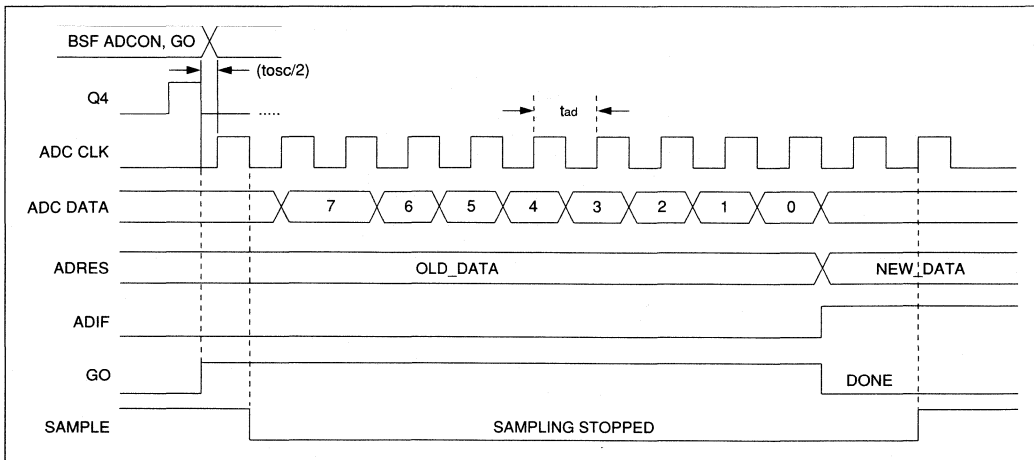 BSF ADCON, GO
(tosc/2)
Q4
.....
tad
ADC CLK
ADC DATA
7 6 5 4 3 2 1 0
ADRES
OLD_DATA
NEW_DATA
ADIF
GO
DONE
SAMPLE
SAMPLING STOPPED